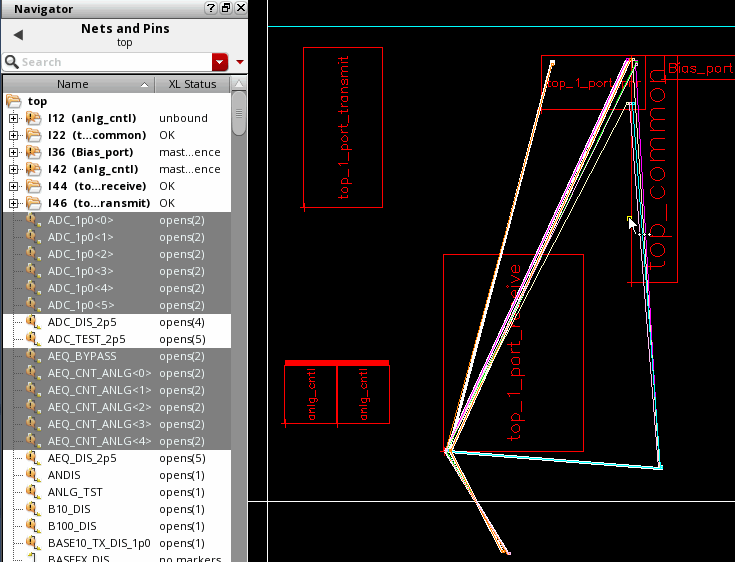 Navigator
Nets and Pins
top
Search
Name XL Status
top
I12 (anlg_cntl) unbound
I22 (t...common) OK
I36 (Bias_port) mast...ence
I42 (anlg_cntl) mast...ence
I44 (to...receive) OK
I46 (to...ransmit) OK
ADC_1p0<0> opens(2)
ADC_1p0<1> opens(2)
ADC_1p0<2> opens(2)
ADC_1p0<3> opens(2)
ADC_1p0<4> opens(2)
ADC_1p0<5> opens(2)
ADC_DIS_2p5 opens(4)
ADC_TEST_2p5 opens(5)
AEQ_BYPASS opens(2)
AEQ_CNT_ANLG<0> opens(2)
AEQ_CNT_ANLG<1> opens(2)
AEQ_CNT_ANLG<2> opens(2)
AEQ_CNT_ANLG<3> opens(2)
AEQ_CNT_ANLG<4> opens(2)
AEQ_DIS_2p5 opens(5)
ANDIS opens(1)
ANLG_TST opens(1)
B10_DIS opens(1)
B100_DIS opens(1)
BASE10_TX_DIS_1p0 opens(1)
BASEFX_DIS no markers
top_1_port_transmit
top_1_port
Bias_port
top_common
top_1_port_receive
anlg_cntl
anlg_cntl